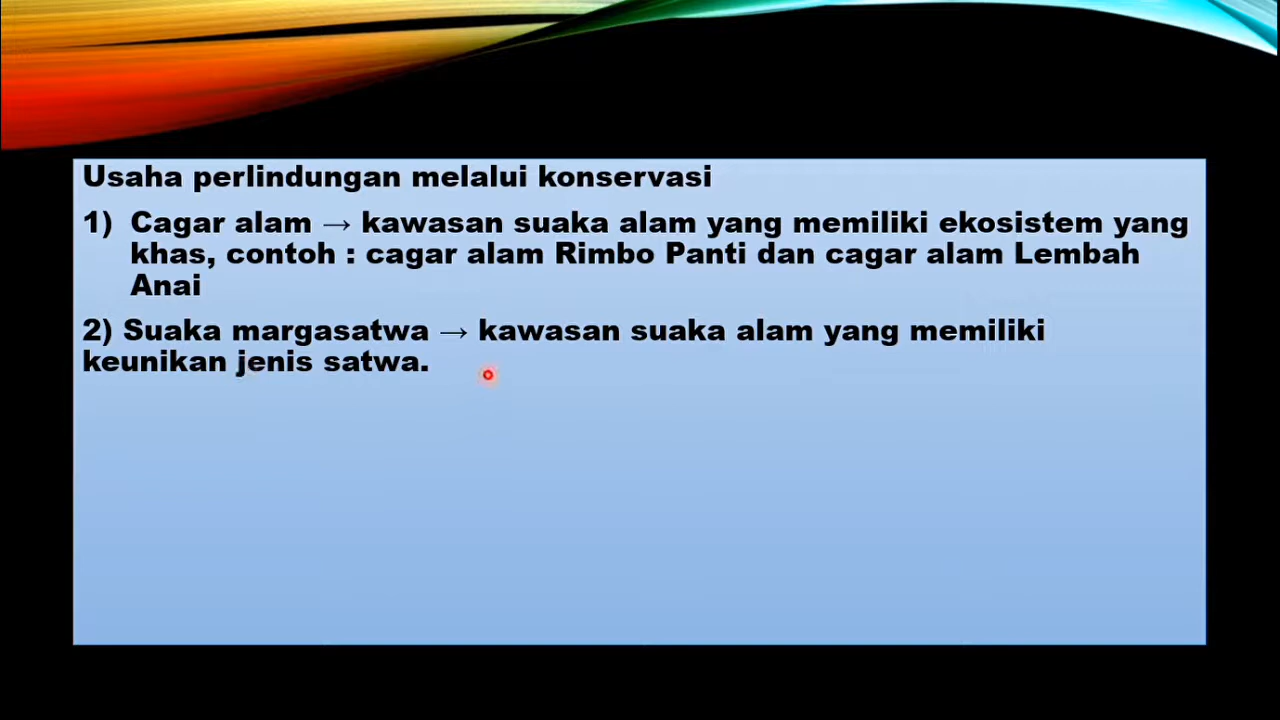 Usaha perlindungan melalui konservasi
1) Cagar alam → kawasan suaka alam yang memiliki ekosistem yang
khas, contoh : cagar alam Rimbo Panti dan cagar alam Lembah
Anai
2) Suaka margasatwa → kawasan suaka alam yang memiliki
keunikan jenis satwa.